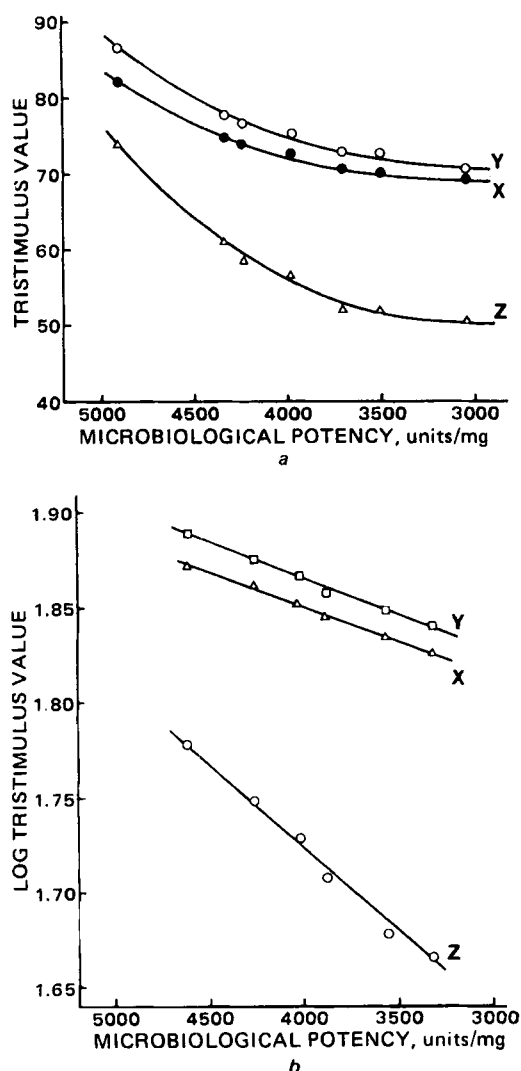 90
80
70
60
50
40
TRISTIMULUS VALUE
Y
X
Z
5000 4500 4000 3500 3000
MICROBIOLOGICAL POTENCY, units/mg
a
1.90
1.85
1.80
1.75
1.70
1.65
LOG TRISTIMULUS VALUE
Y
X
Z
5000 4500 4000 3500 3000
MICROBIOLOGICAL POTENCY, units/mg
b